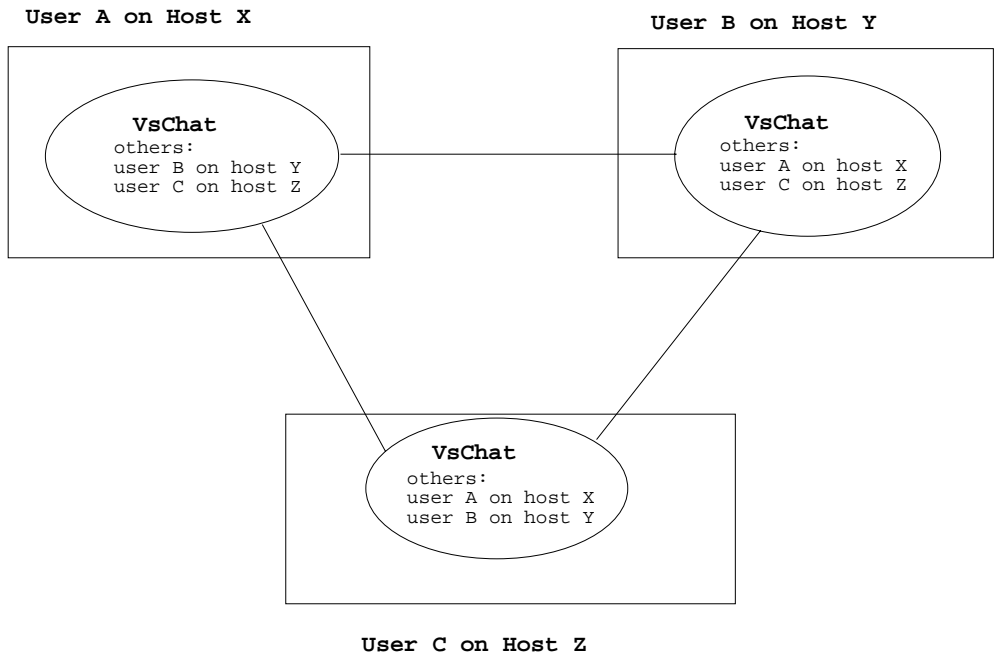 User A on Host X
User B on Host Y
VsChat
others:
user B on host Y
user C on host Z
VsChat
others:
user A on host X
user C on host Z
VsChat
others:
user A on host X
user B on host Y
User C on Host Z